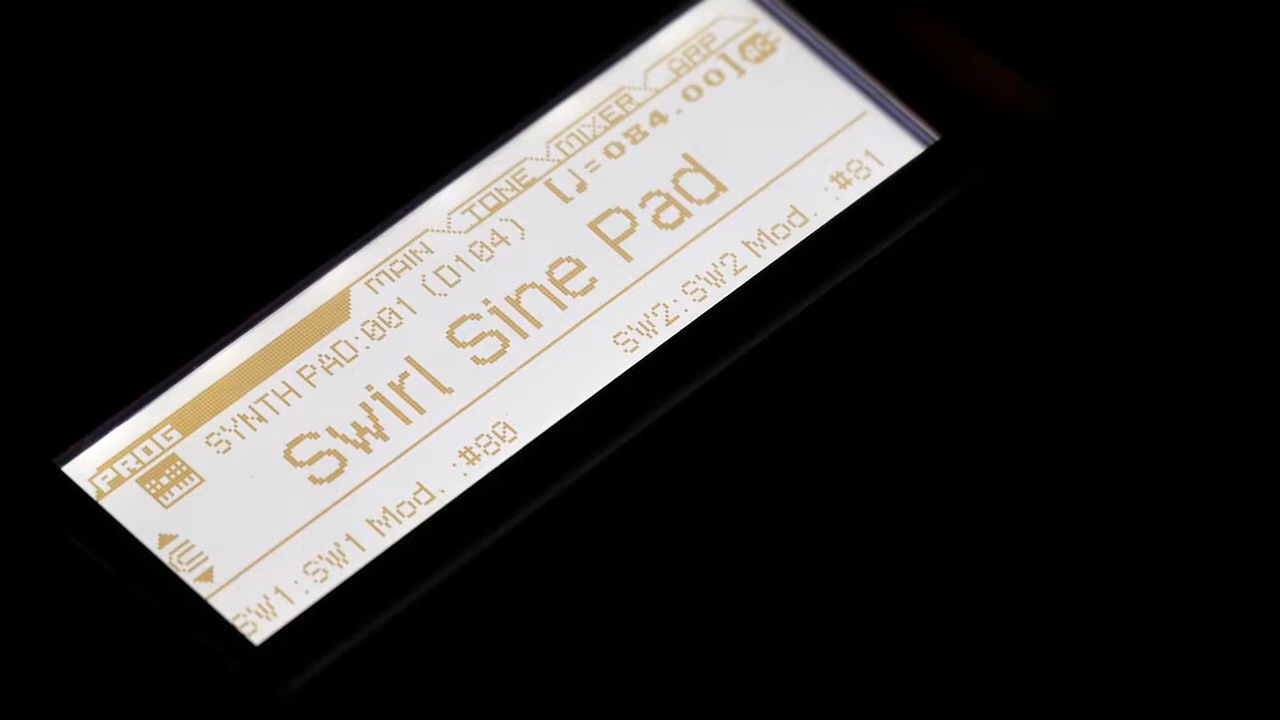 PROG MAIN TONE MIXER ARP
SYNTH PAD:001 (D104) [♩=084.00]
Swirl Sine Pad
SW1:SW1 Mod. :#80 SW2:SW2 Mod. :#81